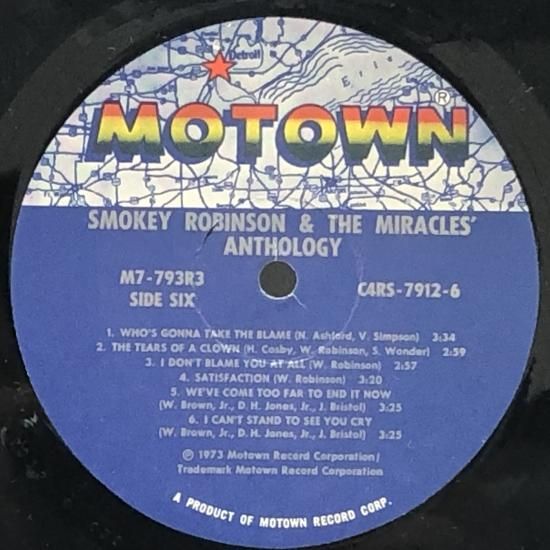 Detroit
Erie
MOTOWN®
SMOKEY ROBINSON & THE MIRACLES'
ANTHOLOGY
M7-793R3
SIDE SIX
C4RS-7912-6
1. WHO'S GONNA TAKE THE BLAME (N. Ashford, V. Simpson) 3:34
2. THE TEARS OF A CLOWN (H. Cosby, W. Robinson, S. Wonder) 2:59
3. I DON'T BLAME YOU AT ALL (W. Robinson) 2:57
4. SATISFACTION (W. Robinson) 3:20
5. WE'VE COME TOO FAR TO END IT NOW
(W. Brown, Jr., D. H. Jones, Jr., J. Bristol) 3:25
6. I CAN'T STAND TO SEE YOU CRY
(W. Brown, Jr., D. H. Jones, Jr., J. Bristol) 3:25
℗ 1973 Motown Record Corporation/
Trademark Motown Record Corporation
A PRODUCT OF MOTOWN RECORD CORP.